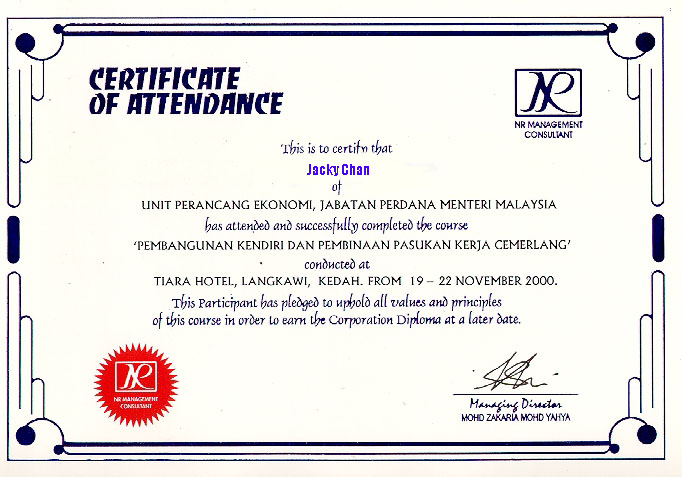 CERTIFICATE
OF ATTENDANCE
NR MANAGEMENT
CONSULTANT
This is to certify that
Jacky Chan
of
UNIT PERANCANG EKONOMI, JABATAN PERDANA MENTERI MALAYSIA
has attended and successfully completed the course
'PEMBANGUNAN KENDIRI DAN PEMBINAAN PASUKAN KERJA CEMERLANG'
conducted at
TIARA HOTEL, LANGKAWI, KEDAH. FROM 19 – 22 NOVEMBER 2000.
This Participant has pledged to uphold all values and principles
of this course in order to earn the Corporation Diploma at a later date.
NR MANAGEMENT
CONSULTANT
Managing Director
MOHD ZAKARIA MOHD YAHYA